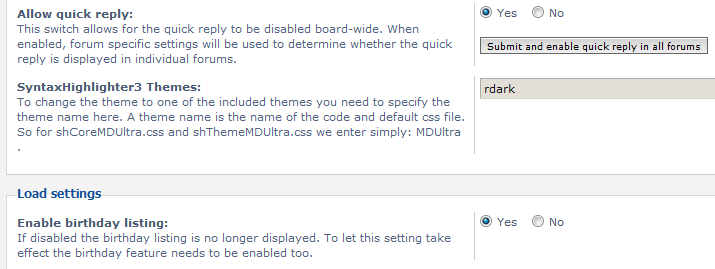 Allow quick reply:
This switch allows for the quick reply to be disabled board-wide. When
enabled, forum specific settings will be used to determine whether the quick
reply is displayed in individual forums.
Yes No
Submit and enable quick reply in all forums
SyntaxHighlighter3 Themes:
To change the theme to one of the included themes you need to specify the
theme name here. A theme name is the name of the code and default css file.
So for shCoreMDUltra.css and shThemeMDUltra.css we enter simply: MDUltra
.
rdark
Load settings
Enable birthday listing:
If disabled the birthday listing is no longer displayed. To let this setting take
effect the birthday feature needs to be enabled too.
Yes No